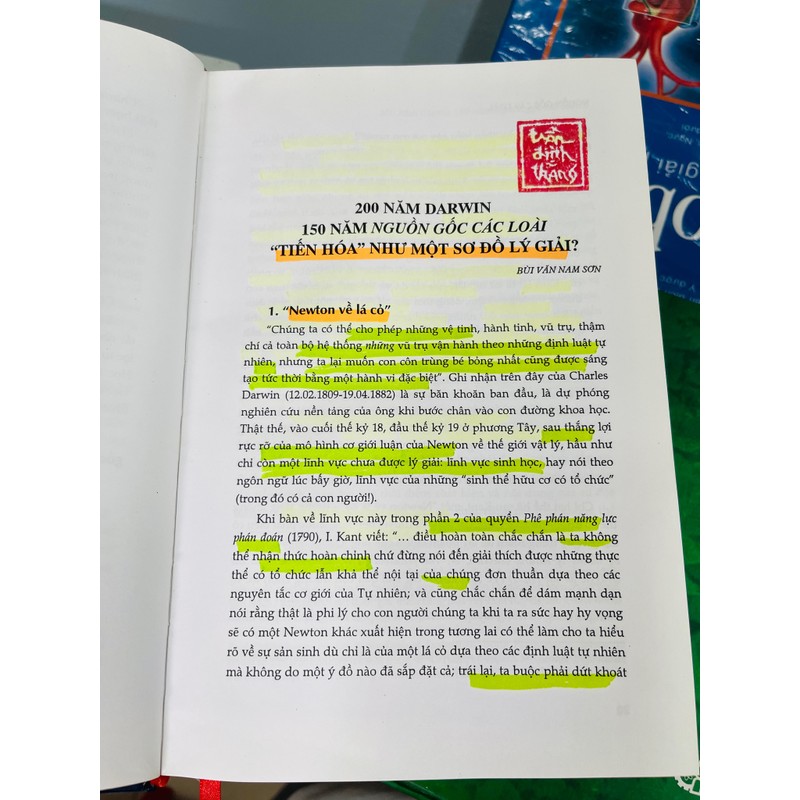 trần
đình
thắng
200 NĂM DARWIN
150 NĂM NGUỒN GỐC CÁC LOÀI
“TIẾN HÓA” NHƯ MỘT SƠ ĐỒ LÝ GIẢI?
BÙI VĂN NAM SƠN
1. “Newton về lá cỏ”
“Chúng ta có thể cho phép những vệ tinh, hành tinh, vũ trụ, thậm
chí cả toàn bộ hệ thống những vũ trụ vận hành theo những định luật tự
nhiên, nhưng ta lại muốn con côn trùng bé bỏng nhất cũng được sáng
tạo tức thời bằng một hành vi đặc biệt”. Ghi nhận trên đây của Charles
Darwin (12.02.1809-19.04.1882) là sự băn khoăn ban đầu, là dự phóng
nghiên cứu nền tảng của ông khi bước chân vào con đường khoa học.
Thật thế, vào cuối thế kỷ 18, đầu thế kỷ 19 ở phương Tây, sau thắng lợi
rực rỡ của mô hình cơ giới luận của Newton về thế giới vật lý, hầu như
chỉ còn một lĩnh vực chưa được lý giải: lĩnh vực sinh học, hay nói theo
ngôn ngữ lúc bấy giờ, lĩnh vực của những “sinh thể hữu cơ có tổ chức”
(trong đó có cả con người!).
Khi bàn về lĩnh vực này trong phần 2 của quyển Phê phán năng lực
phán đoán (1790), I. Kant viết: “… điều hoàn toàn chắc chắn là ta không
thể nhận thức hoàn chỉnh chứ đừng nói đến giải thích được những thực
thể có tổ chức lẫn khả thể nội tại của chúng đơn thuần dựa theo các
nguyên tắc cơ giới của Tự nhiên; và cũng chắc chắn để dám mạnh dạn
nói rằng thật là phi lý cho con người chúng ta khi ta ra sức hay hy vọng
sẽ có một Newton khác xuất hiện trong tương lai có thể làm cho ta hiểu
rõ về sự sản sinh dù chỉ là của một lá cỏ dựa theo các định luật tự nhiên
mà không do một ý đồ nào đã sắp đặt cả; trái lại, ta buộc phải dứt khoát